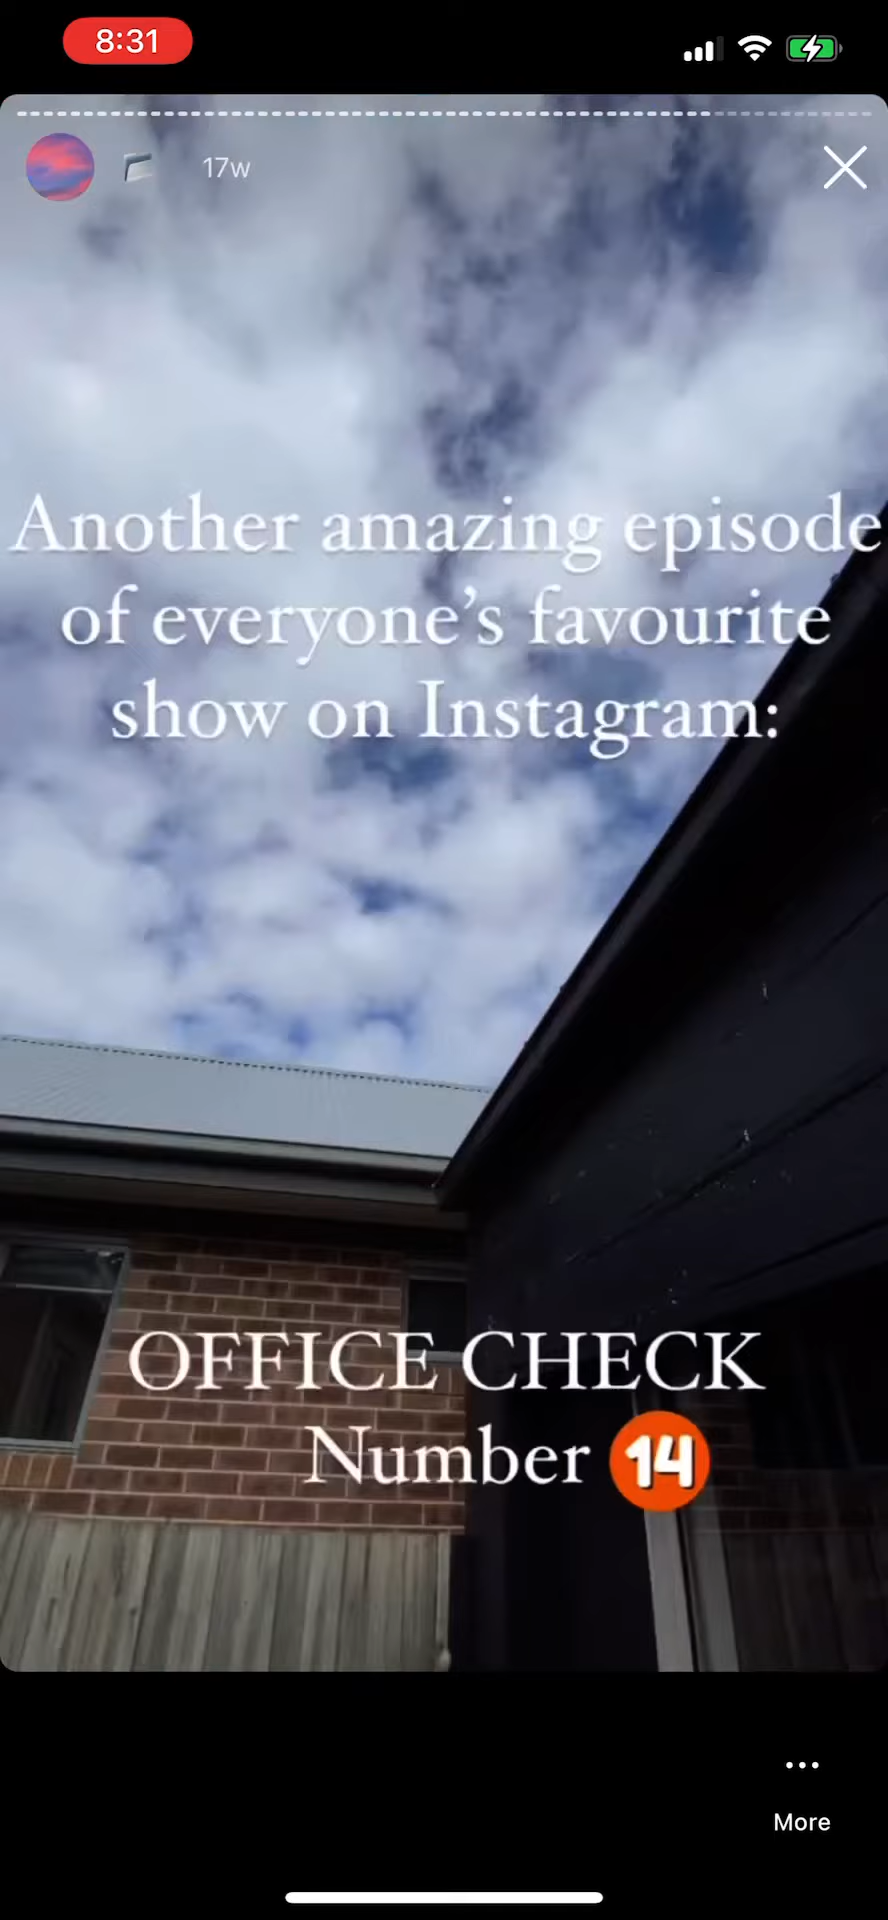 8:31
17w
Another amazing episode
of everyone’s favourite
show on Instagram:
OFFICE CHECK
Number 14
More